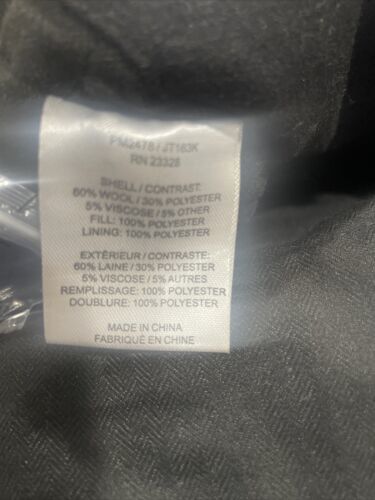 PM2478 / JT163K
RN 23328
SHELL / CONTRAST:
60% WOOL / 30% POLYESTER
5% VISCOSE / 5% OTHER
FILL: 100% POLYESTER
LINING: 100% POLYESTER
EXTÉRIEUR / CONTRASTE:
60% LAINE / 30% POLYESTER
5% VISCOSE / 5% AUTRES
REMPLISSAGE: 100% POLYESTER
DOUBLURE: 100% POLYESTER
MADE IN CHINA
FABRIQUÉ EN CHINE